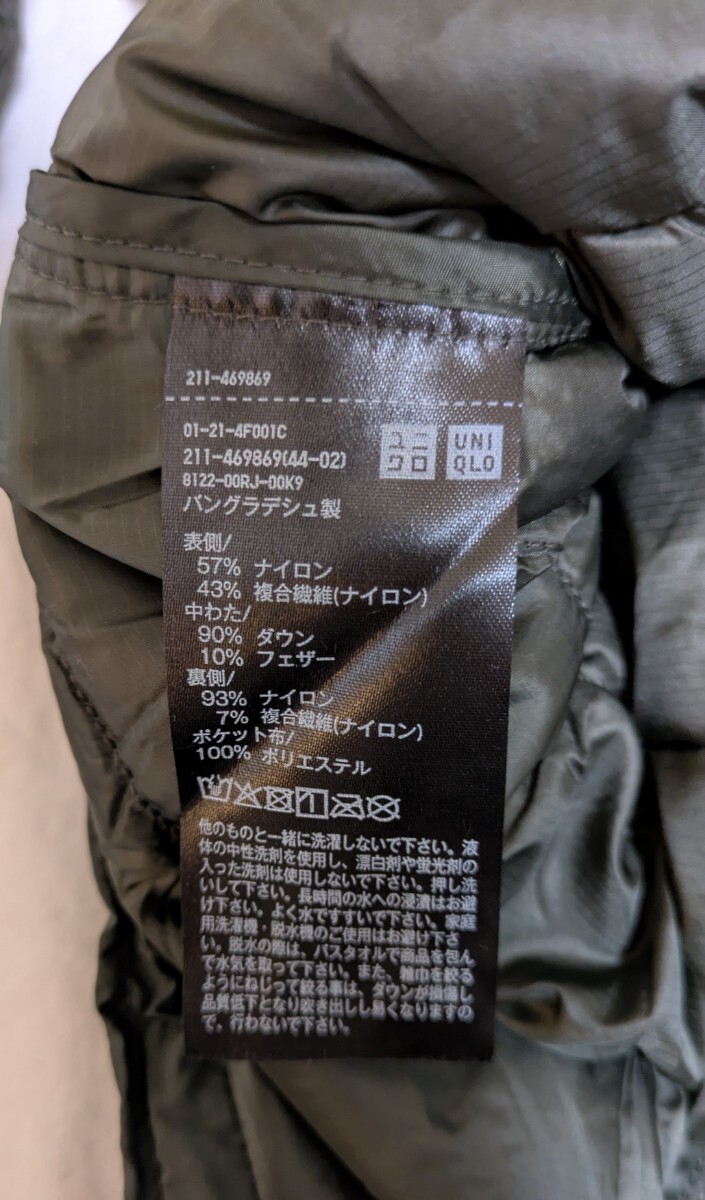 211-469869
01-21-4F001C
211-469869(44-02)
8122-00RJ-00K9
バングラデシュ製
ユニ
クロ
UNI
QLO
表側/
57% ナイロン
43% 複合繊維(ナイロン)
中わた/
90% ダウン
10% フェザー
裏側/
93% ナイロン
7% 複合繊維(ナイロン)
ポケット布/
100% ポリエステル
他のものと一緒に洗濯しないで下さい。液
体の中性洗剤を使用し、漂白剤や蛍光剤の
入った洗剤は使用しないで下さい。押し洗
いして下さい。長時間の水への浸漬はお避
け下さい。よく水ですすいで下さい。家庭
用洗濯機・脱水機のご使用はお避け下さ
い。脱水の際は、バスタオルで商品を包ん
で水気を取って下さい。また、雑巾を絞る
ようにねじって絞る事は、ダウンが損傷し
品質低下となり吹き出しし易くなりますの
で、行わないで下さい。